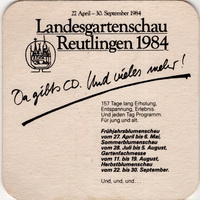 22. April – 30. September 1984
Landesgartenschau
Reutlingen 1984
Da gibts CD. Und vieles mehr!
157 Tage lang Erholung,
Entspannung, Erlebnis.
Und jeden Tag Programm.
Für jung und alt.
Frühjahrsblumenschau
vom 27. April bis 6. Mai,
Sommerblumenschau
vom 28. Juli bis 5. August,
Gartenfachmesse
vom 11. bis 19. August,
Herbstblumenschau
vom 22. bis 30. September.
Und, und, und . . .